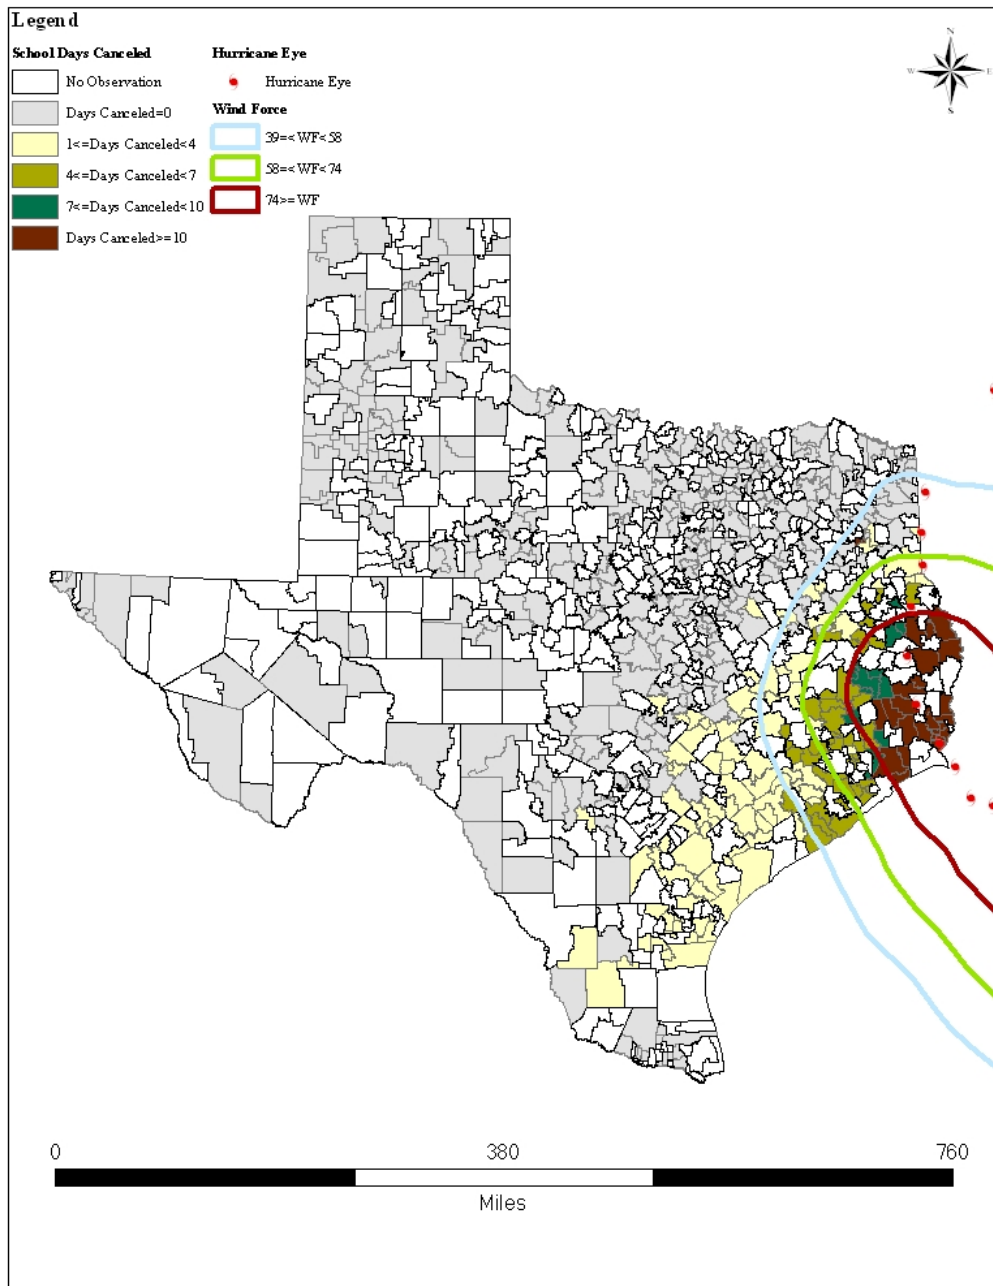 Legend
School Days Canceled
No Observation
Days Canceled=0
1<=Days Canceled<4
4<=Days Canceled<7
7<=Days Canceled<10
Days Canceled>=10
Hurricane Eye
Hurricane Eye
Wind Force
39=<WF<58
58=<WF<74
74>=WF
N
W E
S
0 380 760
Miles